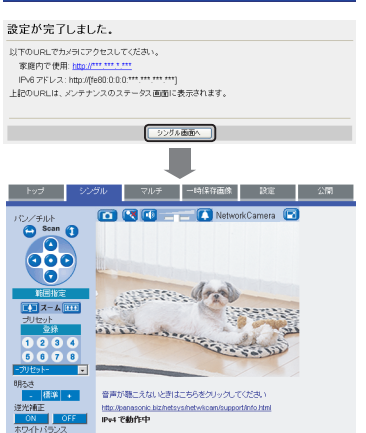 設定が完了しました。
以下のURLでカメラにアクセスしてください。
家庭内で使用: http://***.***.*.***
IPv6 アドレス: http://[fe80:0:0:0:*** *** *** ***]
上記のURLは、メンテナンスのステータス画面に表示されます。
シングル画面へ
トップ シングル マルチ 一時保存画像 設定 公開
パン／チルト
Scan
NetworkCamera
範囲指定
ズーム
プリセット
登録
1 2 3 4
5 6 7 8
-プリセット-
明るさ
- 標準 +
逆光補正
ON OFF
ホワイトバランス
音声が聴こえないときはこちらをクリックしてください
http://panasonic.biz/netsys/netwkcam/support/info.html
IPv4 で動作中